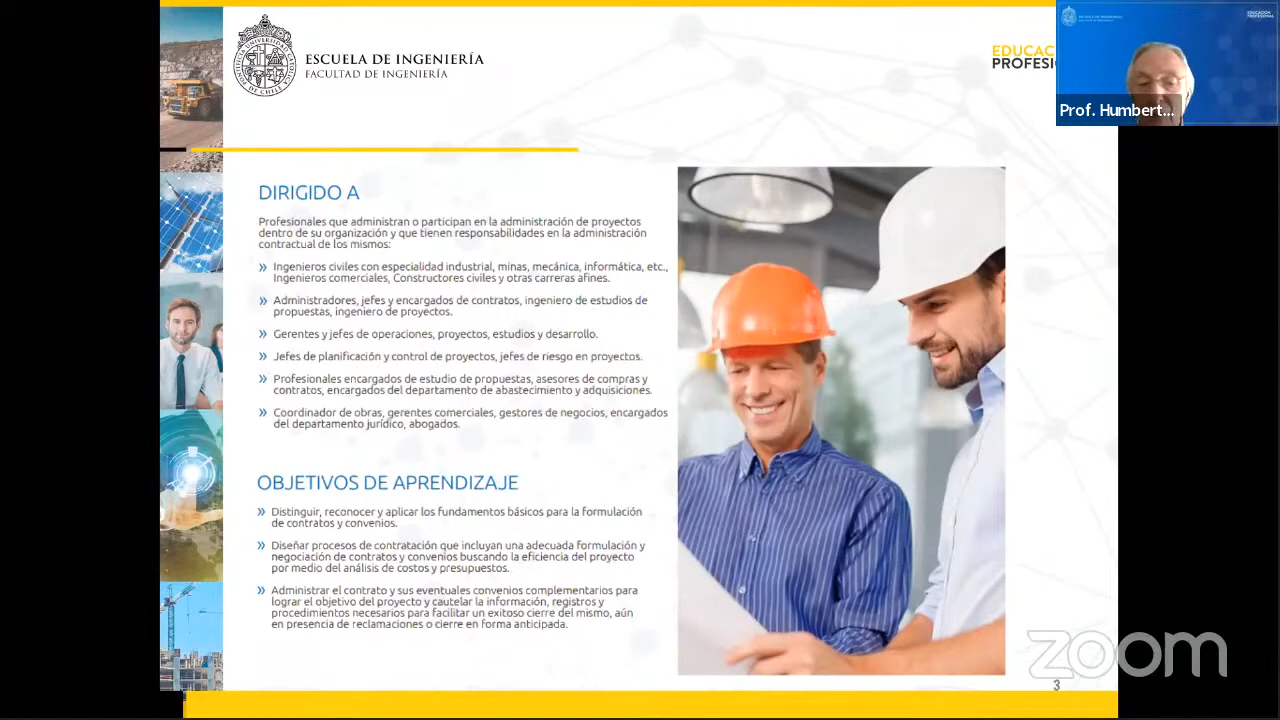 ESCUELA DE INGENIERÍA
FACULTAD DE INGENIERÍA
EDUCAC
PROFESI
EDUCACIÓN
PROFESIONAL
Prof. Humbert...
DIRIGIDO A
Profesionales que administran o participan en la administración de proyectos
dentro de su organización y que tienen responsabilidades en la administración
contractual de los mismos:
» Ingenieros civiles con especialidad industrial, minas, mecánica, informática, etc.,
Ingenieros comerciales, Constructores civiles y otras carreras afines.
» Administradores, jefes y encargados de contratos, ingeniero de estudios de
propuestas, ingeniero de proyectos.
» Gerentes y jefes de operaciones, proyectos, estudios y desarrollo.
» Jefes de planificación y control de proyectos, jefes de riesgo en proyectos.
» Profesionales encargados de estudio de propuestas, asesores de compras y
contratos, encargados del departamento de abastecimiento y adquisiciones.
» Coordinador de obras, gerentes comerciales, gestores de negocios, encargados
del departamento jurídico, abogados.
OBJETIVOS DE APRENDIZAJE
» Distinguir, reconocer y aplicar los fundamentos básicos para la formulación
de contratos y convenios.
» Diseñar procesos de contratación que incluyan una adecuada formulación y
negociación de contratos y convenios buscando la eficiencia del proyecto
por medio del análisis de costos y presupuestos.
» Administrar el contrato y sus eventuales convenios complementarios para
lograr el objetivo del proyecto y cautelar la información, registros y
procedimientos necesarios para facilitar un exitoso cierre del mismo, aún
en presencia de reclamaciones o cierre en forma anticipada.
zoom
3